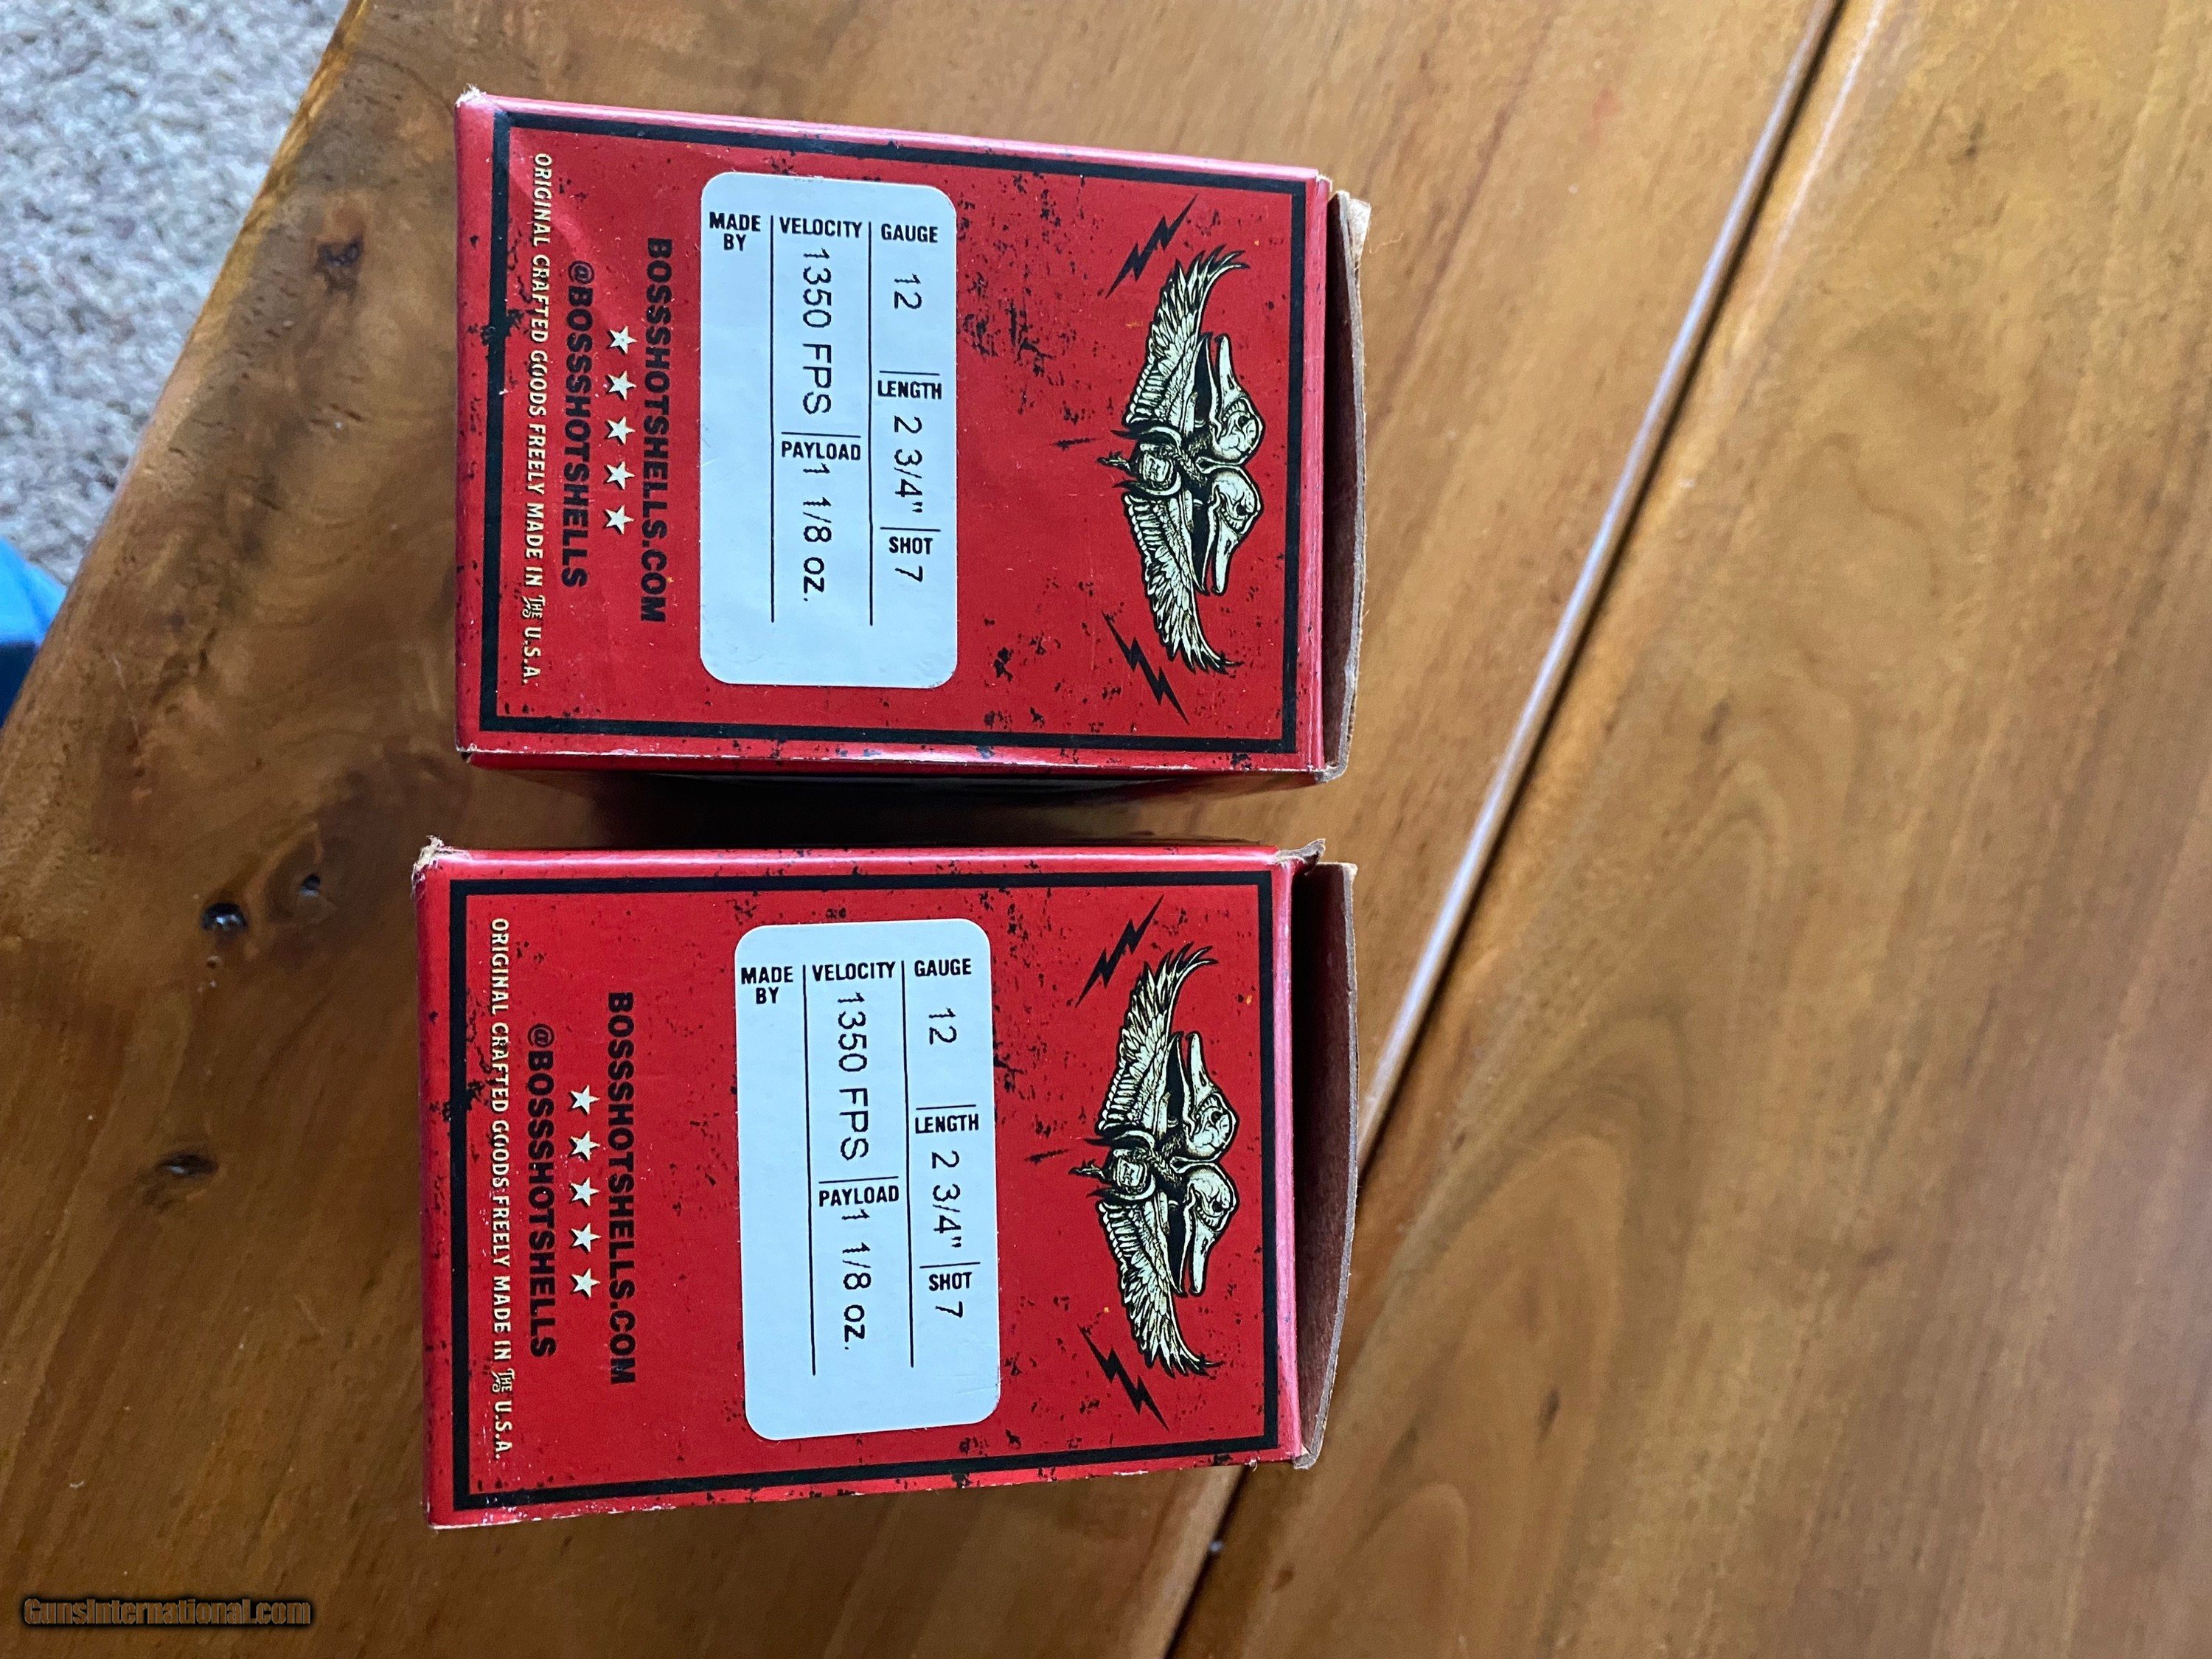 GAUGE 12 LENGTH 2 3/4" SHOT 7
VELOCITY 1350 FPS PAYLOAD 1 1/8 oz.
MADE
BY
BOSSSHOTSHELLS.COM
@BOSSSHOTSHELLS
ORIGINAL CRAFTED GOODS FREELY MADE IN THE U.S.A.
GAUGE 12 LENGTH 2 3/4" SHOT 7
VELOCITY 1350 FPS PAYLOAD 1 1/8 oz.
MADE
BY
BOSSSHOTSHELLS.COM
@BOSSSHOTSHELLS
ORIGINAL CRAFTED GOODS FREELY MADE IN THE U.S.A.
GunsInternational.com